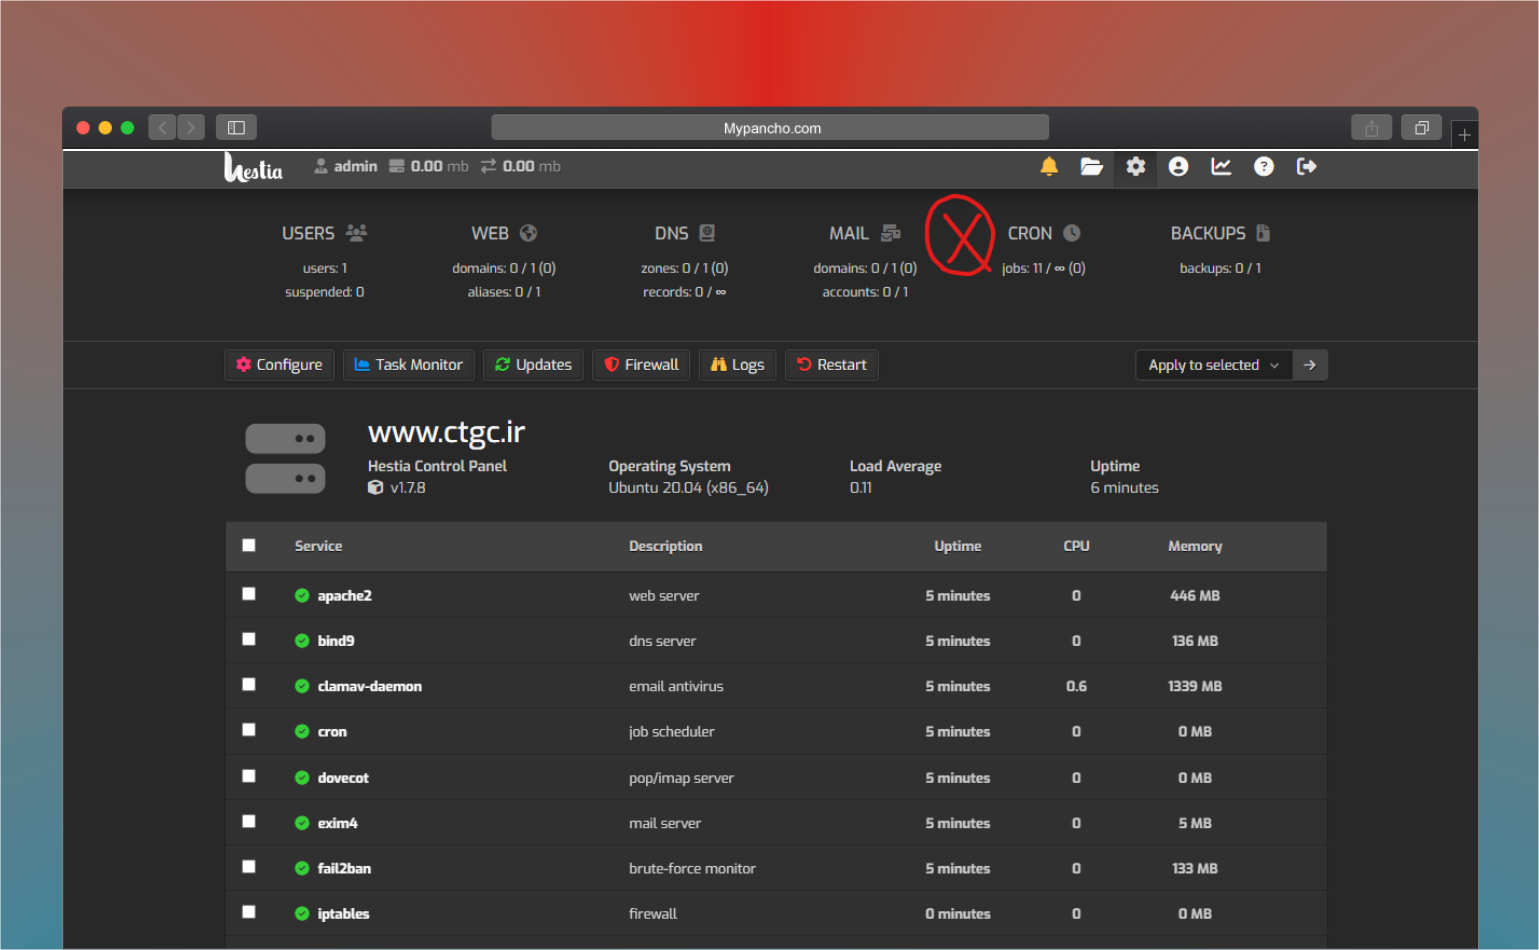 Mypancho.com
hestia admin 0.00 mb 0.00 mb
USERS WEB DNS MAIL CRON BACKUPS
users: 1 domains: 0 / 1 (0) zones: 0 / 1 (0) domains: 0 / 1 (0) jobs: 11 / ∞ (0) backups: 0 / 1
suspended: 0 aliases: 0 / 1 records: 0 / ∞ accounts: 0 / 1
Configure Task Monitor Updates Firewall Logs Restart Apply to selected
www.ctgc.ir
Hestia Control Panel Operating System Load Average Uptime
v1.7.8 Ubuntu 20.04 (x86_64) 0.11 6 minutes
Service Description Uptime CPU Memory
apache2 web server 5 minutes 0 446 MB
bind9 dns server 5 minutes 0 136 MB
clamav-daemon email antivirus 5 minutes 0.6 1339 MB
cron job scheduler 5 minutes 0 0 MB
dovecot pop/imap server 5 minutes 0 0 MB
exim4 mail server 5 minutes 0 5 MB
fail2ban brute-force monitor 5 minutes 0 133 MB
iptables firewall 0 minutes 0 0 MB